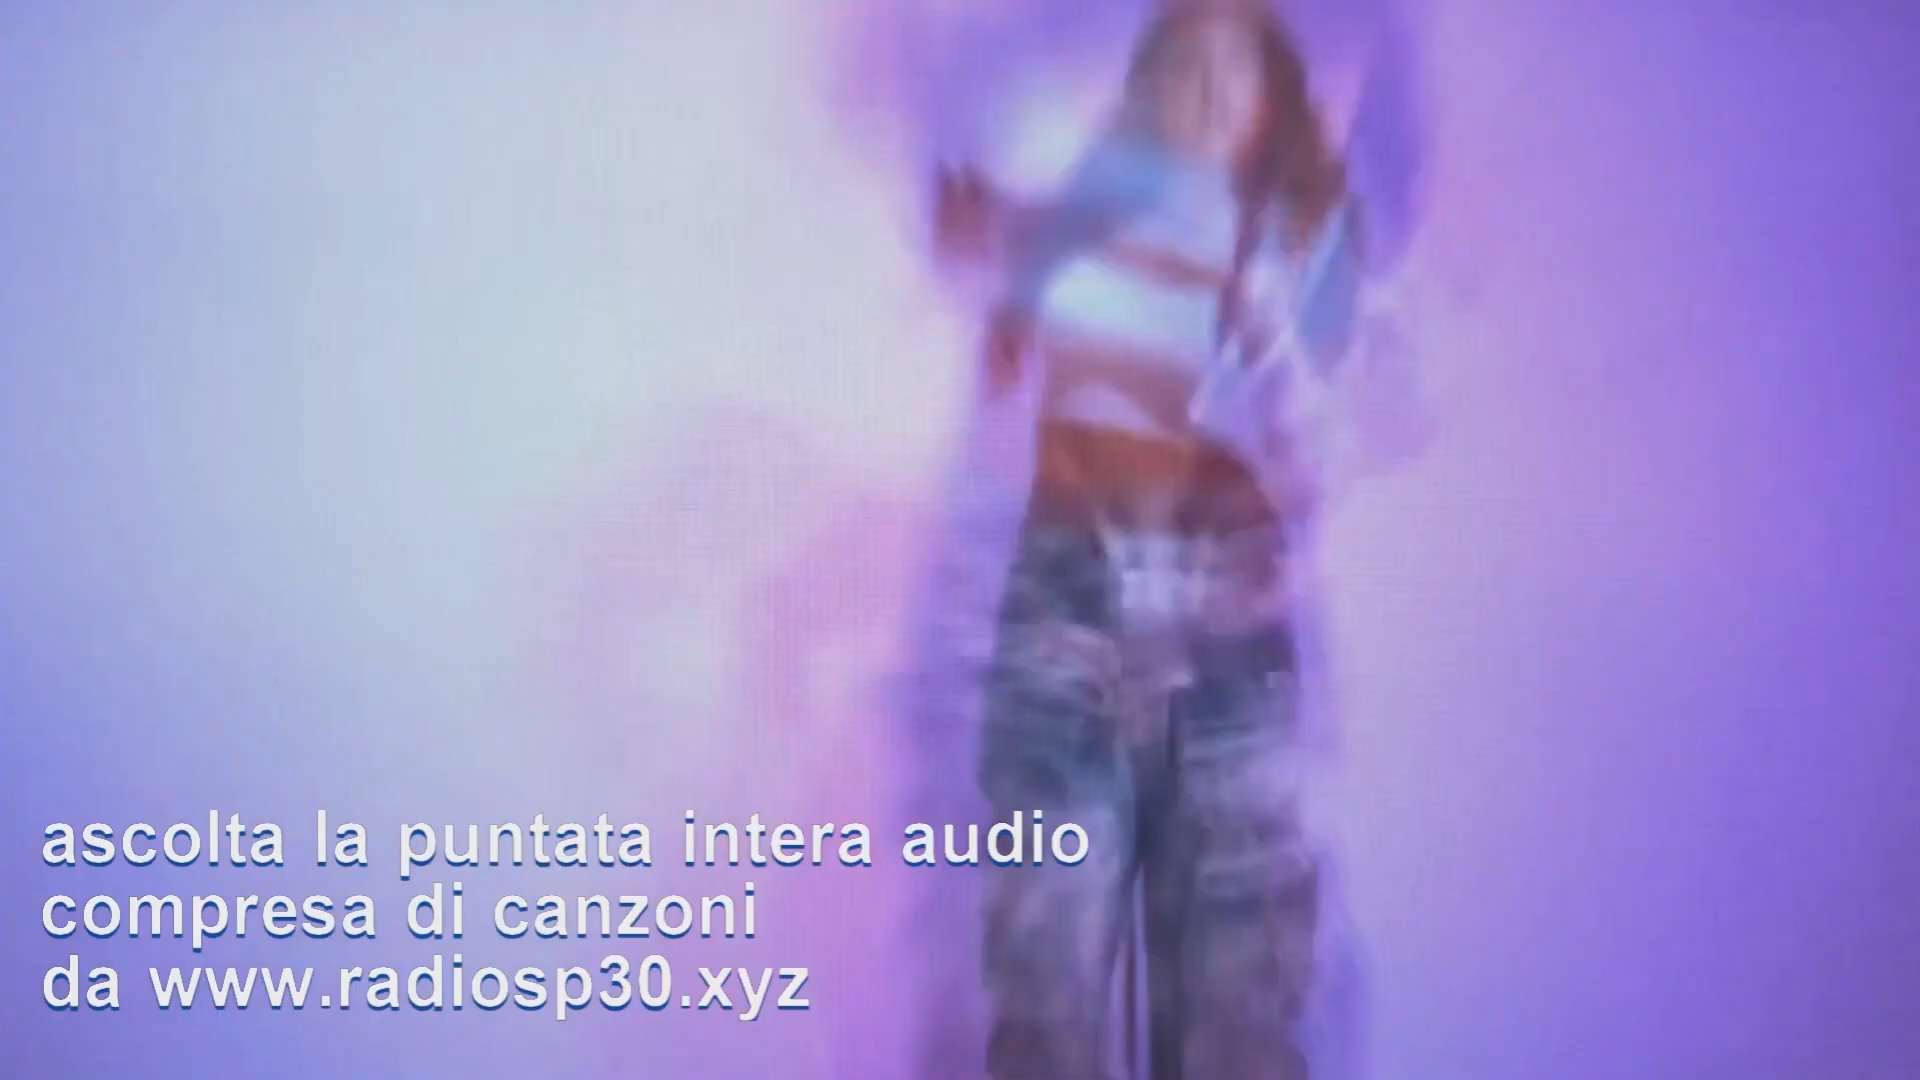 ascolta la puntata intera audio
compresa di canzoni
da www.radiosp30.xyz